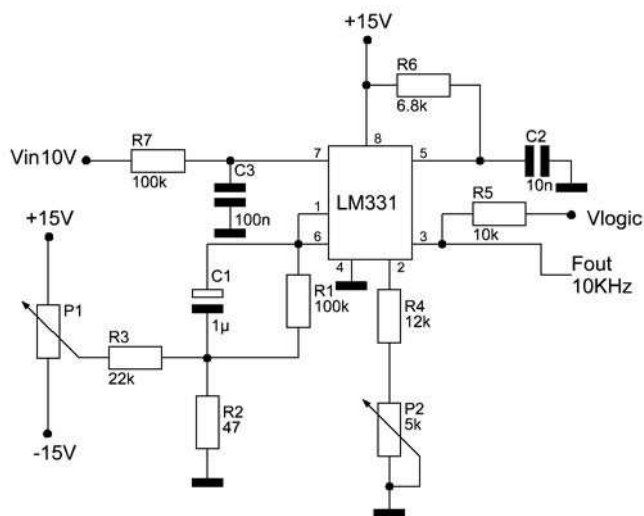 +15V
R6
6.8k
8
R7
C2
Vin10V
7
5
C3
100k
10n
R5
LM331
100n
Vlogic
+15V
1
10k
6
3
4
2
Fout
10KHz
C1
R1
100k
P1
R4
12k
1µ
R3
22k
P2
5k
R2
47
-15V